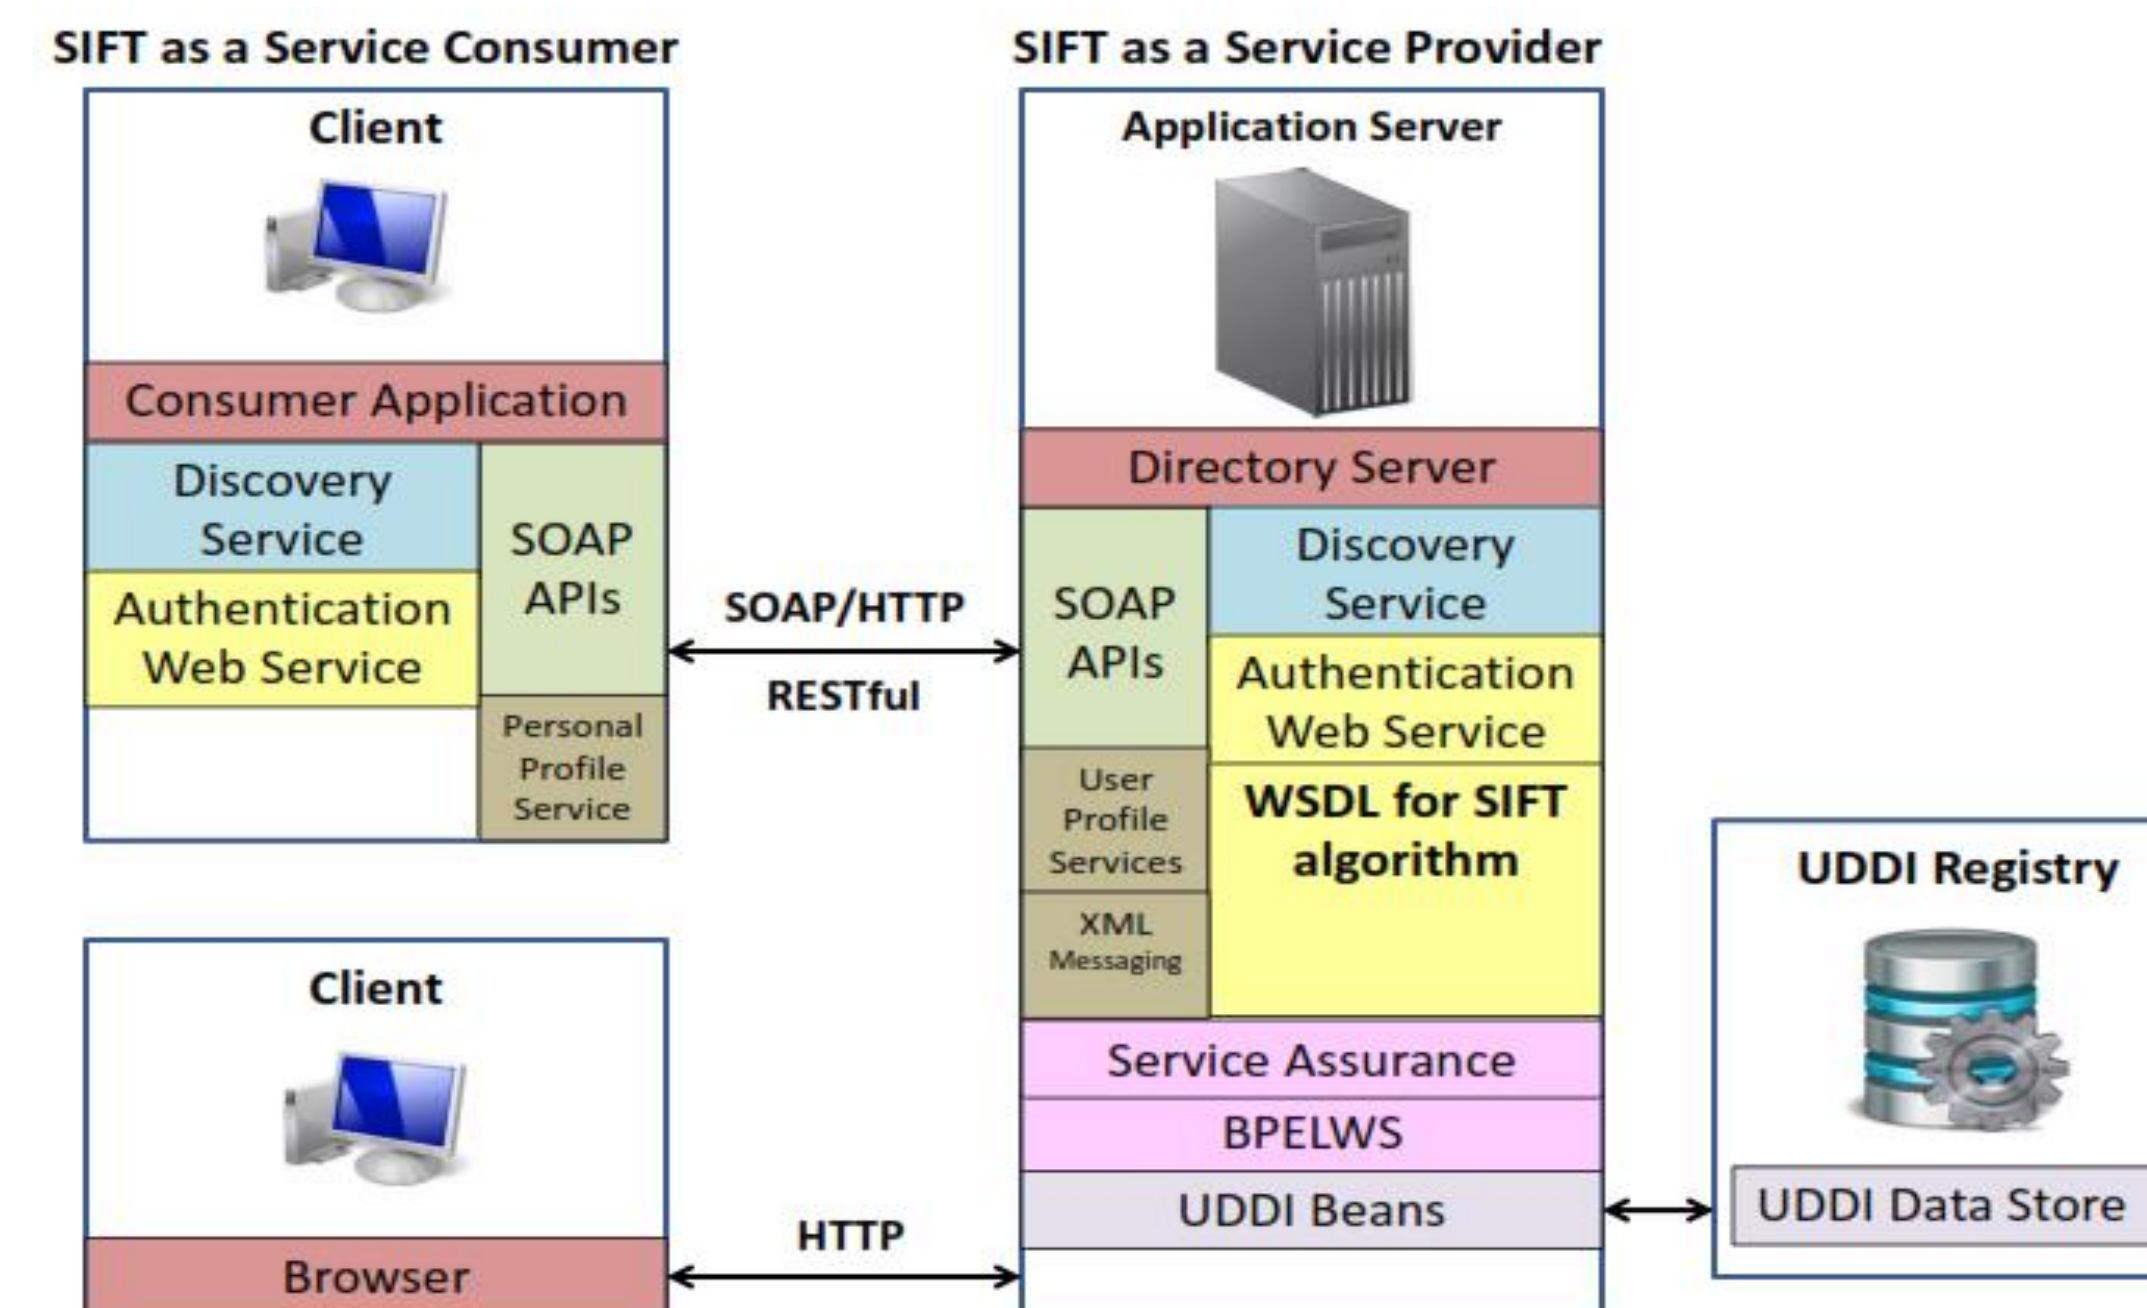 SIFT as a Service Consumer
Client
Consumer Application
Discovery
Service
SOAP
APIs
Authentication
Web Service
Personal
Profile
Service
SOAP/HTTP
RESTful
Client
Browser
HTTP
SIFT as a Service Provider
Application Server
Directory Server
SOAP
APIs
Discovery
Service
Authentication
Web Service
User
Profile
Services
WSDL for SIFT
algorithm
XML
Messaging
Service Assurance
BPELWS
UDDI Beans
UDDI Registry
UDDI Data Store